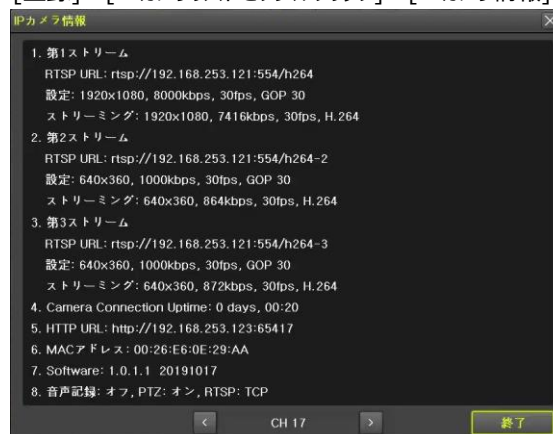 IPカメラ情報
1. 第1ストリーム
RTSP URL: rtsp://192.168.253.121:554/h264
設定: 1920x1080, 8000kbps, 30fps, GOP 30
ストリーミング: 1920x1080, 7416kbps, 30fps, H.264
2. 第2ストリーム
RTSP URL: rtsp://192.168.253.121:554/h264-2
設定: 640x360, 1000kbps, 30fps, GOP 30
ストリーミング: 640x360, 864kbps, 30fps, H.264
3. 第3ストリーム
RTSP URL: rtsp://192.168.253.121:554/h264-3
設定: 640x360, 1000kbps, 30fps, GOP 30
ストリーミング: 640x360, 872kbps, 30fps, H.264
4. Camera Connection Uptime: 0 days, 00:20
5. HTTP URL: http://192.168.253.123:65417
6. MACアドレス: 00:26:E6:0E:29:AA
7. Software: 1.0.1.1 20191017
8. 音声記録: オフ, PTZ: オン, RTSP: TCP
< CH 17 > 終了